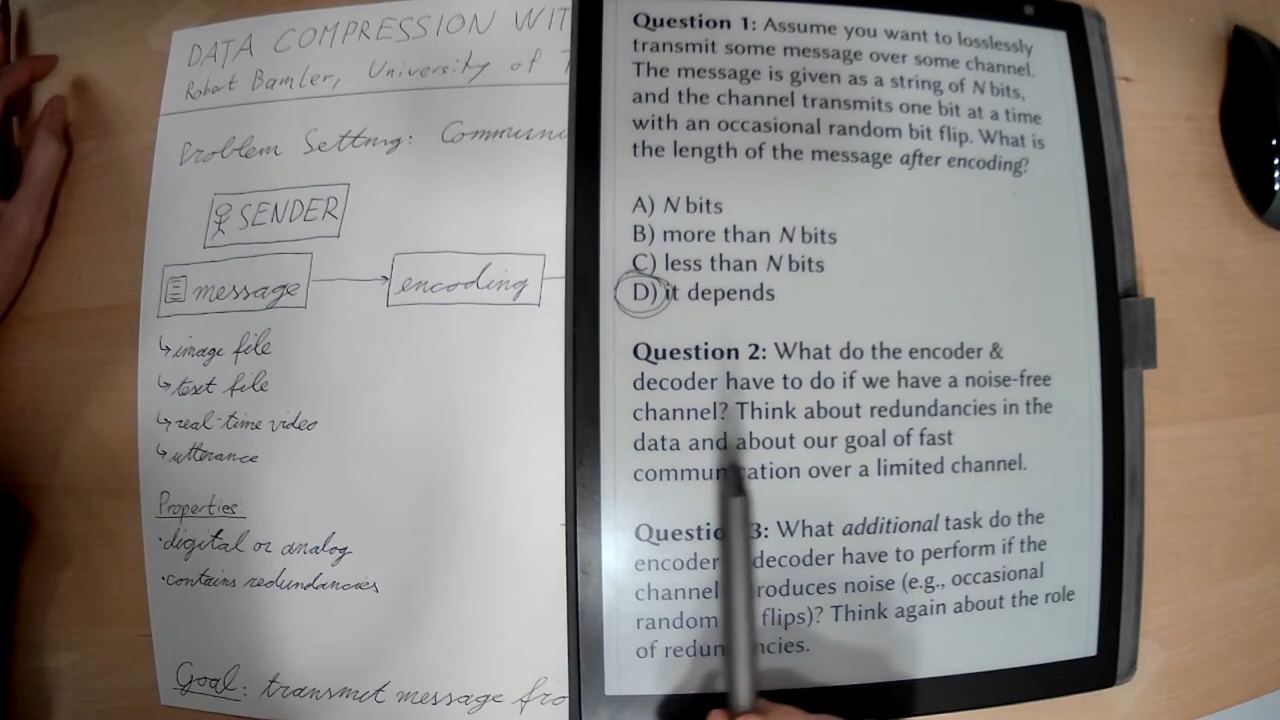 DATA COMPRESSION WIT
Robert Bamler, University of T
Problem Setting: Communi
SENDER
message
encoding
↳ image file
↳ text file
↳ real-time video
↳ utterance
Properties:
· digital or analog
· contains redundancies
Goal: transmit message fro
Question 1: Assume you want to losslessly
transmit some message over some channel.
The message is given as a string of N bits,
and the channel transmits one bit at a time
with an occasional random bit flip. What is
the length of the message after encoding?
A) N bits
B) more than N bits
C) less than N bits
D) it depends
Question 2: What do the encoder &
decoder have to do if we have a noise-free
channel? Think about redundancies in the
data and about our goal of fast
communication over a limited channel.
Question 3: What additional task do the
encoder decoder have to perform if the
channel roduces noise (e.g., occasional
random flips)? Think again about the role
of redundancies.